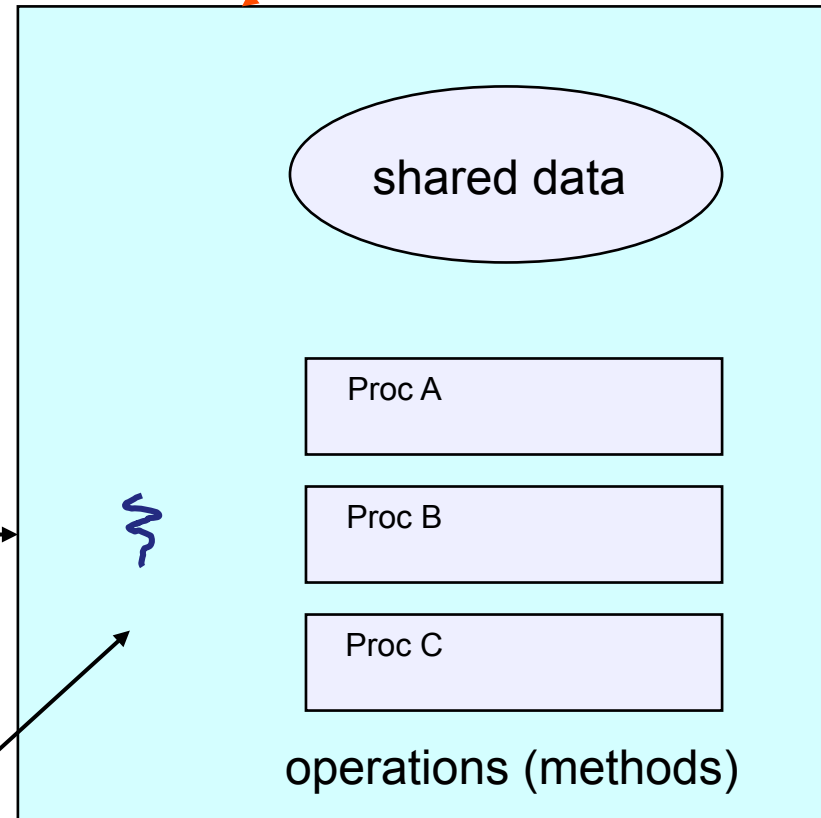 shared data
Proc A
Proc B
Proc C
operations (methods)